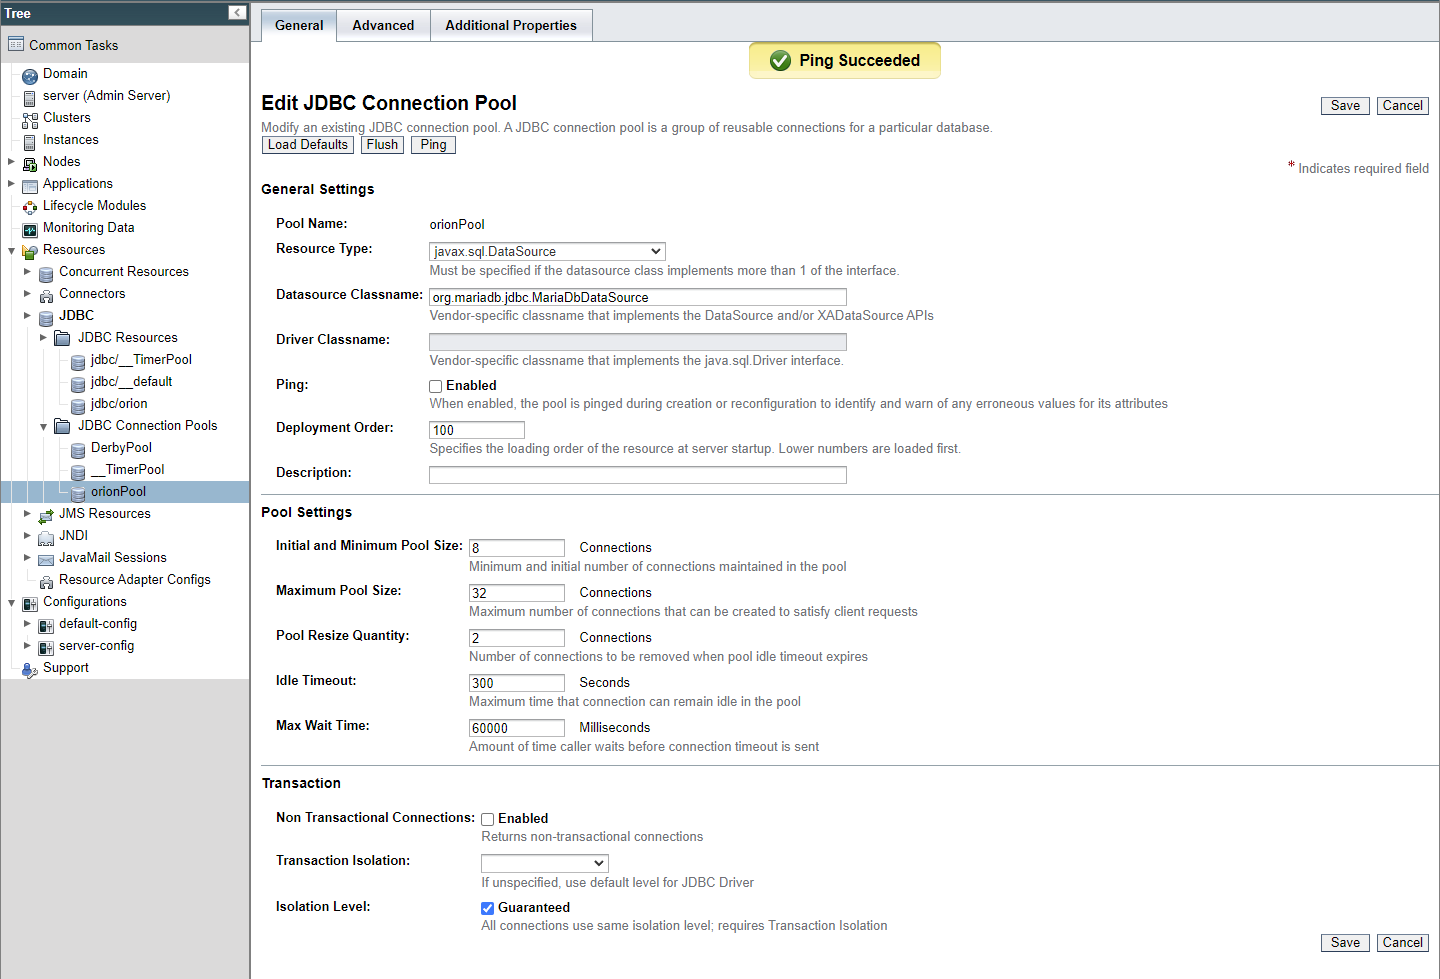 Tree
Common Tasks
Domain
server (Admin Server)
Clusters
Instances
Nodes
Applications
Lifecycle Modules
Monitoring Data
Resources
Concurrent Resources
Connectors
JDBC
JDBC Resources
jdbc/__TimerPool
jdbc/__default
jdbc/orion
JDBC Connection Pools
DerbyPool
__TimerPool
orionPool
JMS Resources
JNDI
JavaMail Sessions
Resource Adapter Configs
Configurations
default-config
server-config
Support
General Advanced Additional Properties
Ping Succeeded
Edit JDBC Connection Pool
Save Cancel
Modify an existing JDBC connection pool. A JDBC connection pool is a group of reusable connections for a particular database.
Load Defaults Flush Ping
* Indicates required field
General Settings
Pool Name: orionPool
Resource Type: javax.sql.DataSource
Must be specified if the datasource class implements more than 1 of the interface.
Datasource Classname: org.mariadb.jdbc.MariaDbDataSource
Vendor-specific classname that implements the DataSource and/or XADataSource APIs
Driver Classname:
Vendor-specific classname that implements the java.sql.Driver interface.
Ping: Enabled
When enabled, the pool is pinged during creation or reconfiguration to identify and warn of any erroneous values for its attributes
Deployment Order: 100
Specifies the loading order of the resource at server startup. Lower numbers are loaded first.
Description:
Pool Settings
Initial and Minimum Pool Size: 8 Connections
Minimum and initial number of connections maintained in the pool
Maximum Pool Size: 32 Connections
Maximum number of connections that can be created to satisfy client requests
Pool Resize Quantity: 2 Connections
Number of connections to be removed when pool idle timeout expires
Idle Timeout: 300 Seconds
Maximum time that connection can remain idle in the pool
Max Wait Time: 60000 Milliseconds
Amount of time caller waits before connection timeout is sent
Transaction
Non Transactional Connections: Enabled
Returns non-transactional connections
Transaction Isolation:
If unspecified, use default level for JDBC Driver
Isolation Level: Guaranteed
All connections use same isolation level; requires Transaction Isolation
Save Cancel